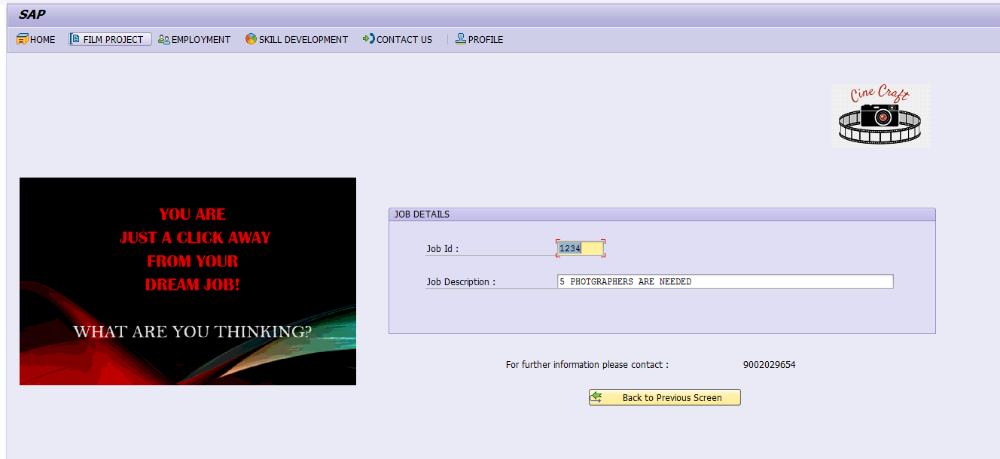 SAP
HOME FILM PROJECT EMPLOYMENT SKILL DEVELOPMENT CONTACT US PROFILE
Cine Craft
YOU ARE
JUST A CLICK AWAY
FROM YOUR
DREAM JOB!
WHAT ARE YOU THINKING?
JOB DETAILS
Job Id : 1234
Job Description : 5 PHOTGRAPHERS ARE NEEDED
For further information please contact : 9002029654
Back to Previous Screen